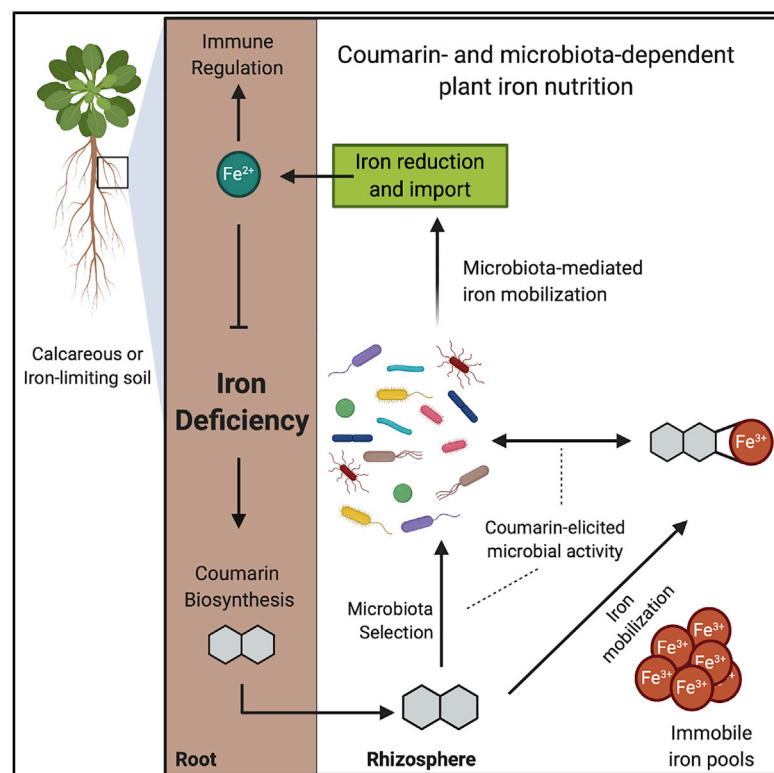 Immune
Regulation
Coumarin- and microbiota-dependent
plant iron nutrition
Fe2+
Iron reduction
and import
Microbiota-mediated
iron mobilization
Calcareous or
Iron-limiting soil
Iron
Deficiency
Fe3+
Coumarin-elicited
microbial activity
Coumarin
Biosynthesis
Microbiota
Selection
Iron
mobilization
Fe3+
Fe3+
Fe3+
Fe3+
Fe3+
3+
Immobile
iron pools
Root
Rhizosphere